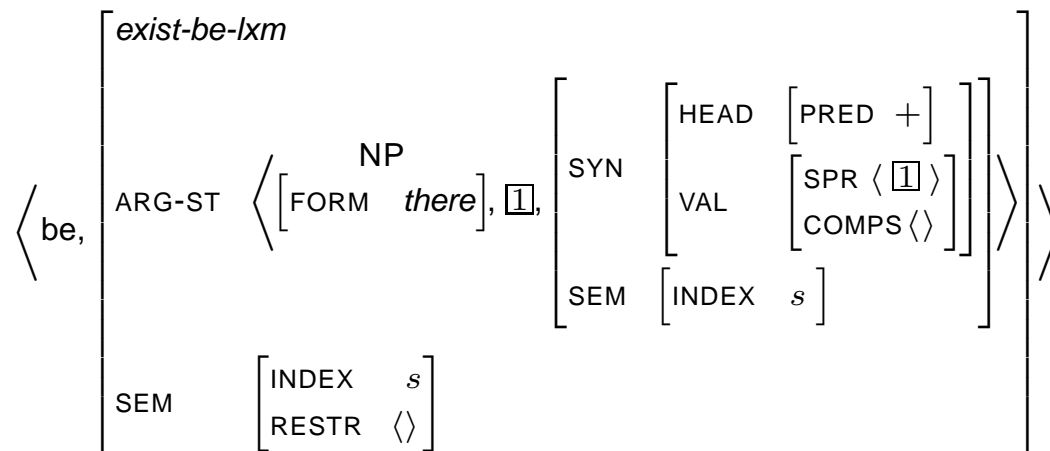 exist-be-lxm
HEAD [PRED +]
NP
SYN
SPR ⟨ 1 ⟩
ARG-ST ⟨ [FORM there], 1,
VAL
⟨ be,
COMPS ⟨⟩
SEM [INDEX s]
INDEX s
SEM
RESTR ⟨⟩